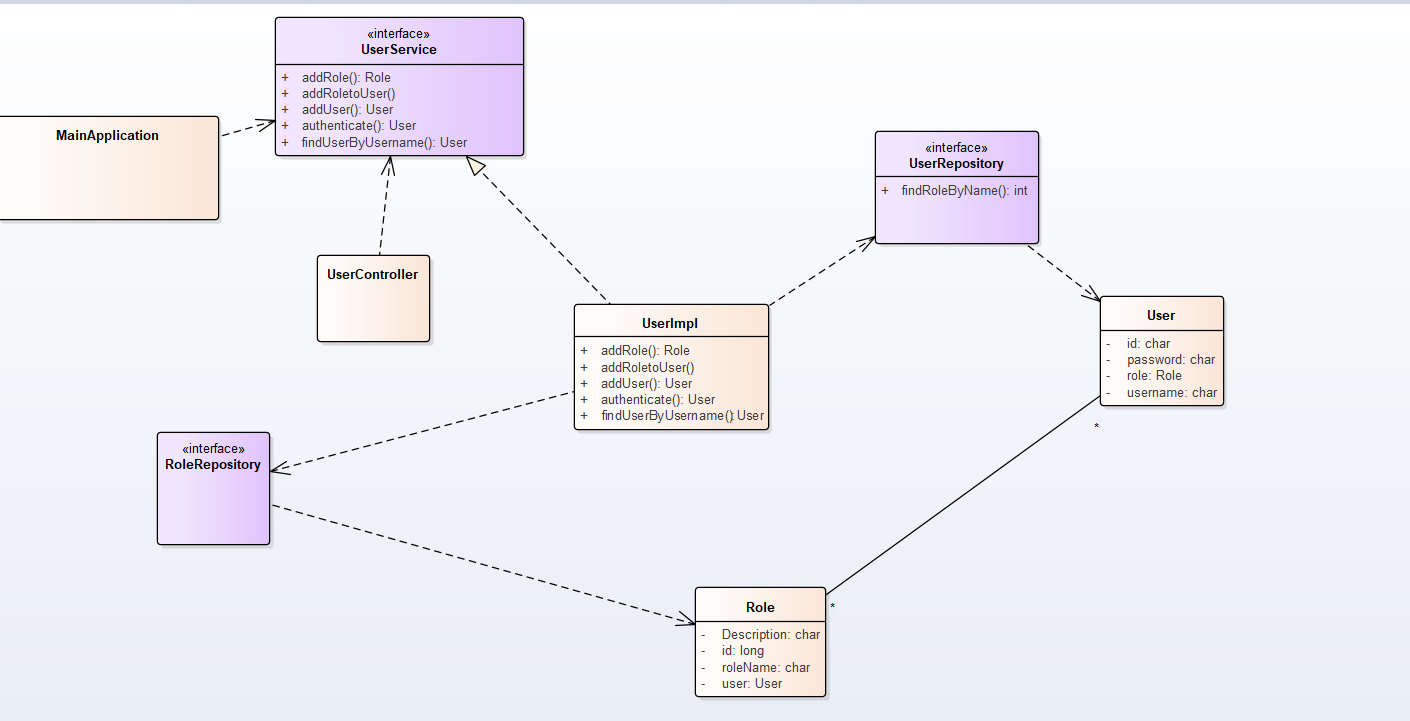 «interface»
UserService
+ addRole(): Role
+ addRoletoUser()
+ addUser(): User
+ authenticate(): User
+ findUserByUsername(): User
MainApplication
«interface»
UserRepository
+ findRoleByName(): int
UserController
User
- id: char
- password: char
- role: Role
- username: char
*
UserImpl
+ addRole(): Role
+ addRoletoUser()
+ addUser(): User
+ authenticate(): User
+ findUserByUsername(): User
«interface»
RoleRepository
Role
*
- Description: char
- id: long
- roleName: char
- user: User